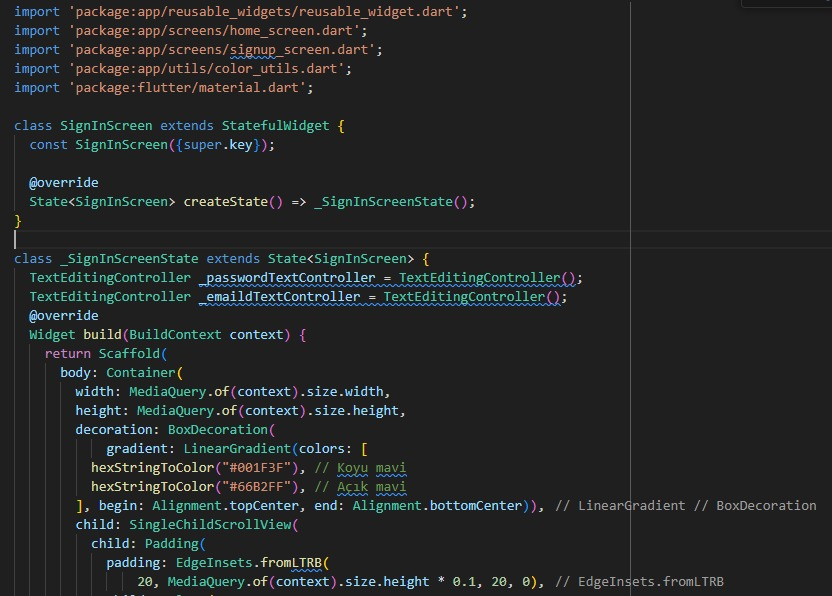 import 'package:app/reusable_widgets/reusable_widget.dart';
import 'package:app/screens/home_screen.dart';
import 'package:app/screens/signup_screen.dart';
import 'package:app/utils/color_utils.dart';
import 'package:flutter/material.dart';

class SignInScreen extends StatefulWidget {
  const SignInScreen({super.key});

  @override
  State<SignInScreen> createState() => _SignInScreenState();
}

class _SignInScreenState extends State<SignInScreen> {
  TextEditingController _passwordTextController = TextEditingController();
  TextEditingController _emaildTextController = TextEditingController();
  @override
  Widget build(BuildContext context) {
    return Scaffold(
      body: Container(
        width: MediaQuery.of(context).size.width,
        height: MediaQuery.of(context).size.height,
        decoration: BoxDecoration(
            gradient: LinearGradient(colors: [
          hexStringToColor("#001F3F"), // Koyu mavi
          hexStringToColor("#66B2FF"), // Açık mavi
        ], begin: Alignment.topCenter, end: Alignment.bottomCenter)), // LinearGradient // BoxDecoration
        child: SingleChildScrollView(
          child: Padding(
            padding: EdgeInsets.fromLTRB(
                20, MediaQuery.of(context).size.height * 0.1, 20, 0), // EdgeInsets.fromLTRB